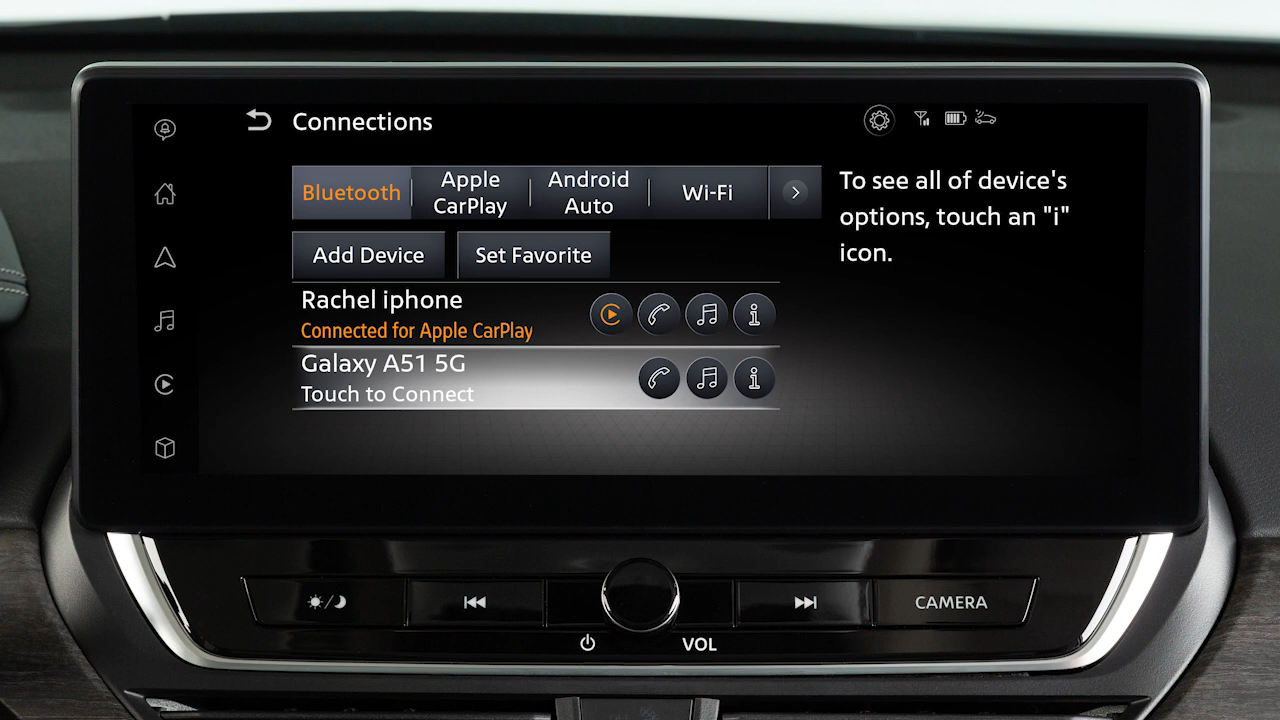 Connections
Bluetooth
Apple
CarPlay
Android
Auto
Wi-Fi
To see all of device's
options, touch an "i"
icon.
Add Device
Set Favorite
Rachel iphone
Connected for Apple CarPlay
Galaxy A51 5G
Touch to Connect
CAMERA
VOL